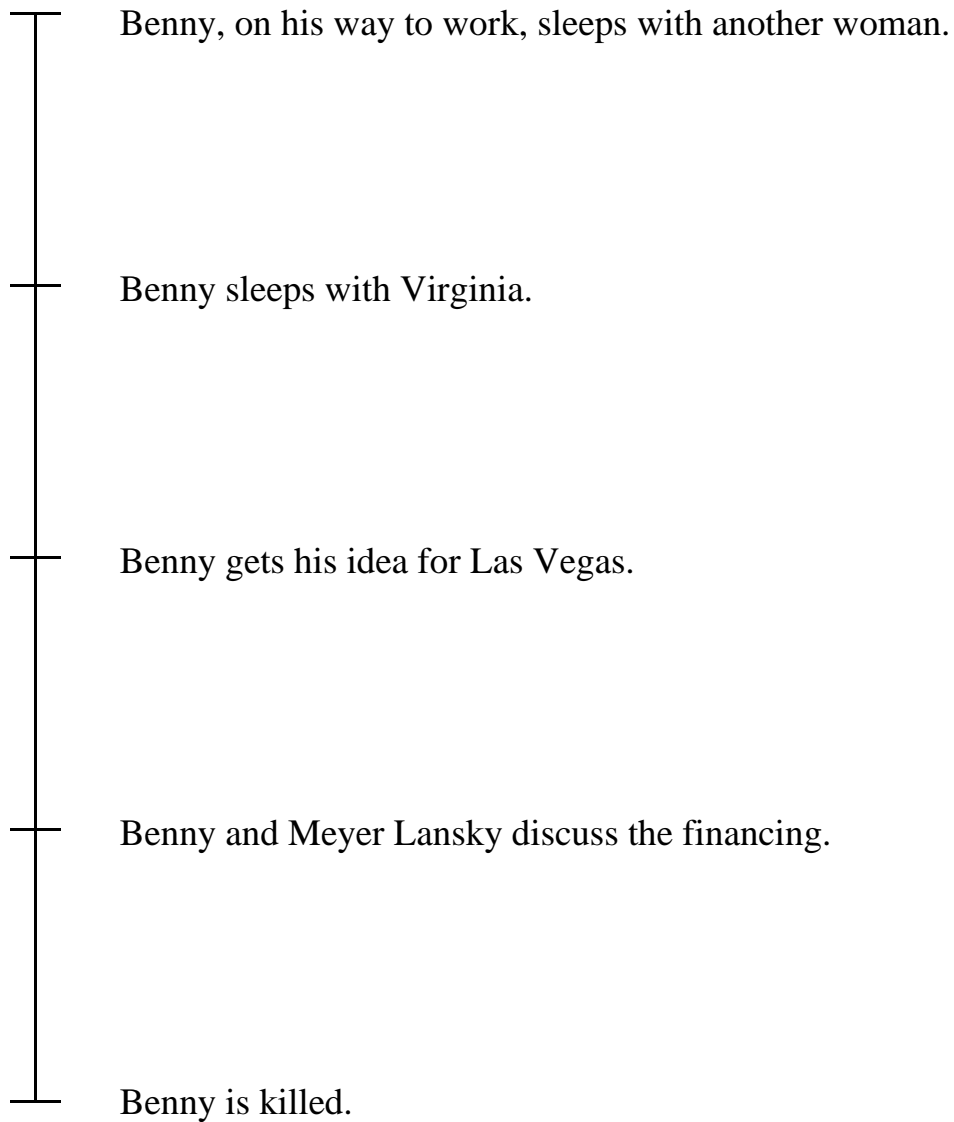 Benny, on his way to work, sleeps with another woman.
Benny sleeps with Virginia.
Benny gets his idea for Las Vegas.
Benny and Meyer Lansky discuss the financing.
Benny is killed.